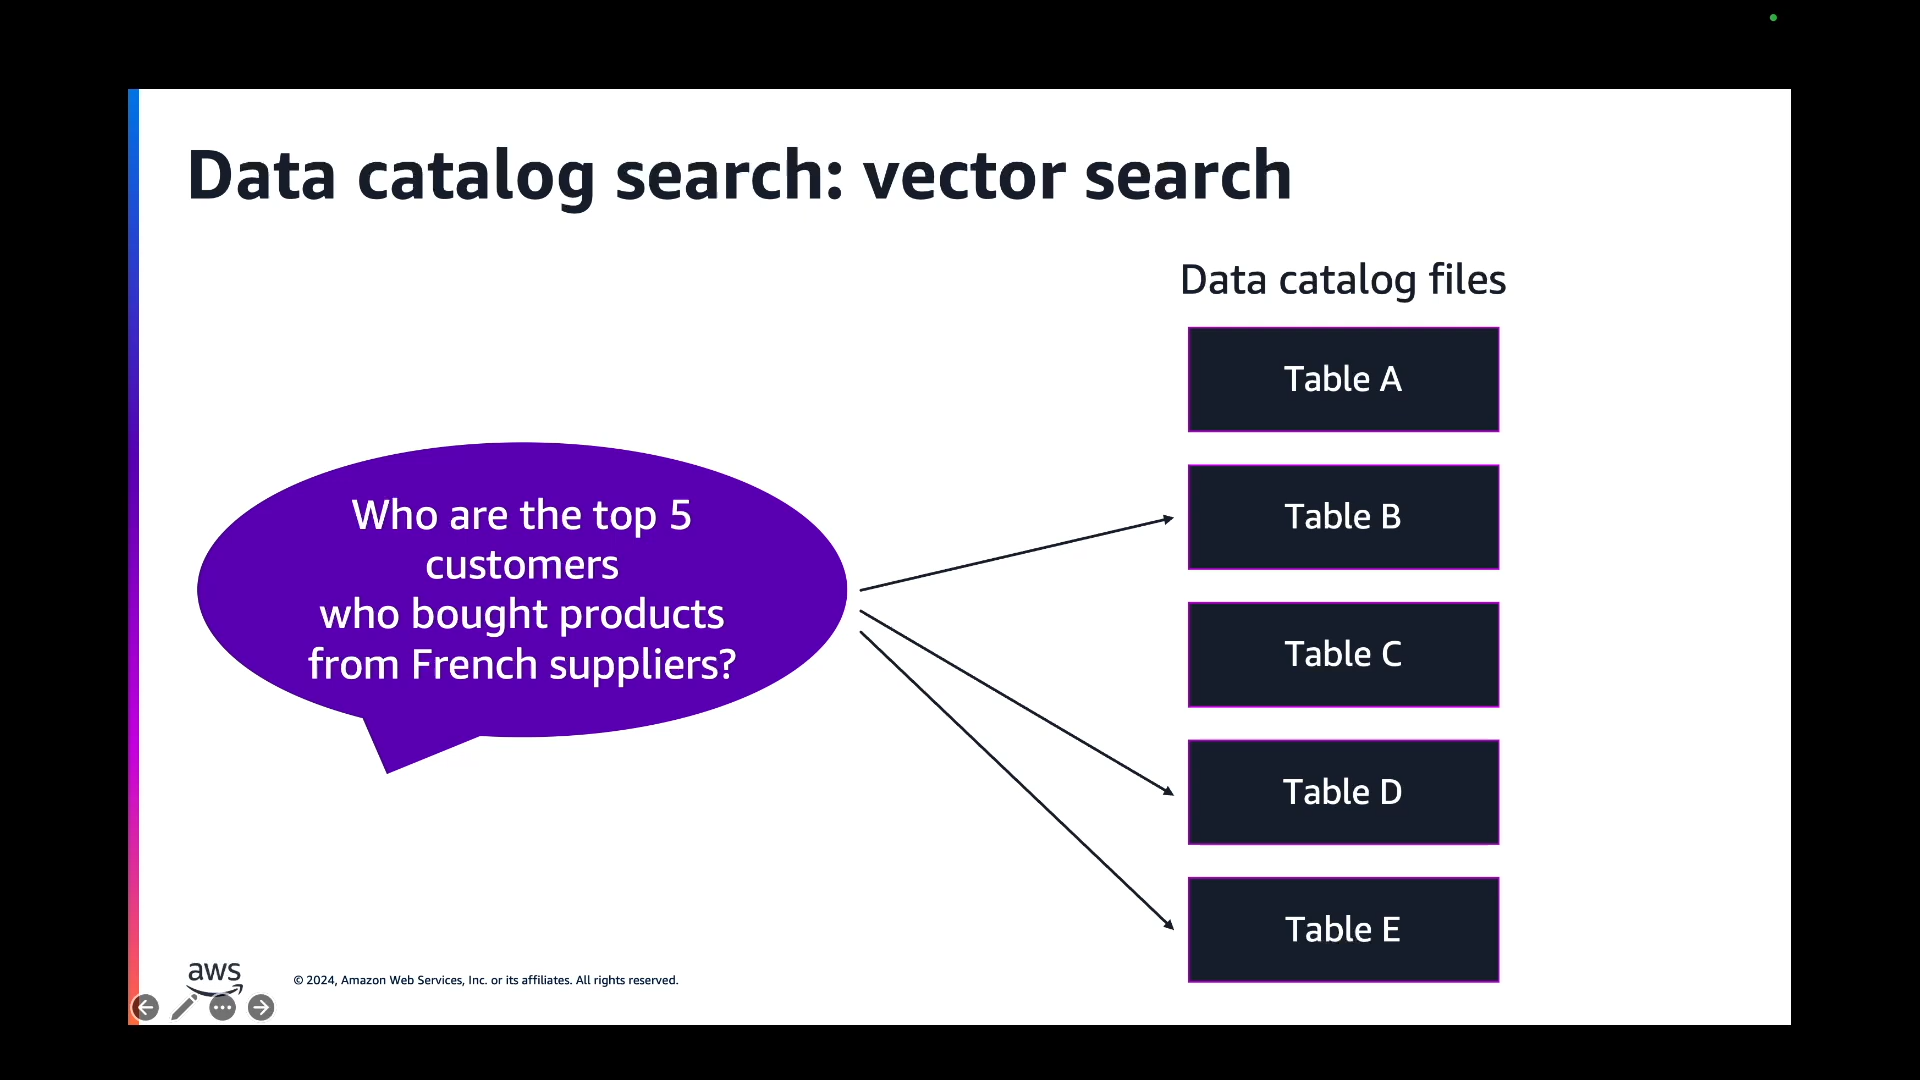 Data catalog search: vector search
Data catalog files
Table A
Table B
Table C
Table D
Table E
Who are the top 5
customers
who bought products
from French suppliers?
aws
© 2024, Amazon Web Services, Inc. or its affiliates. All rights reserved.